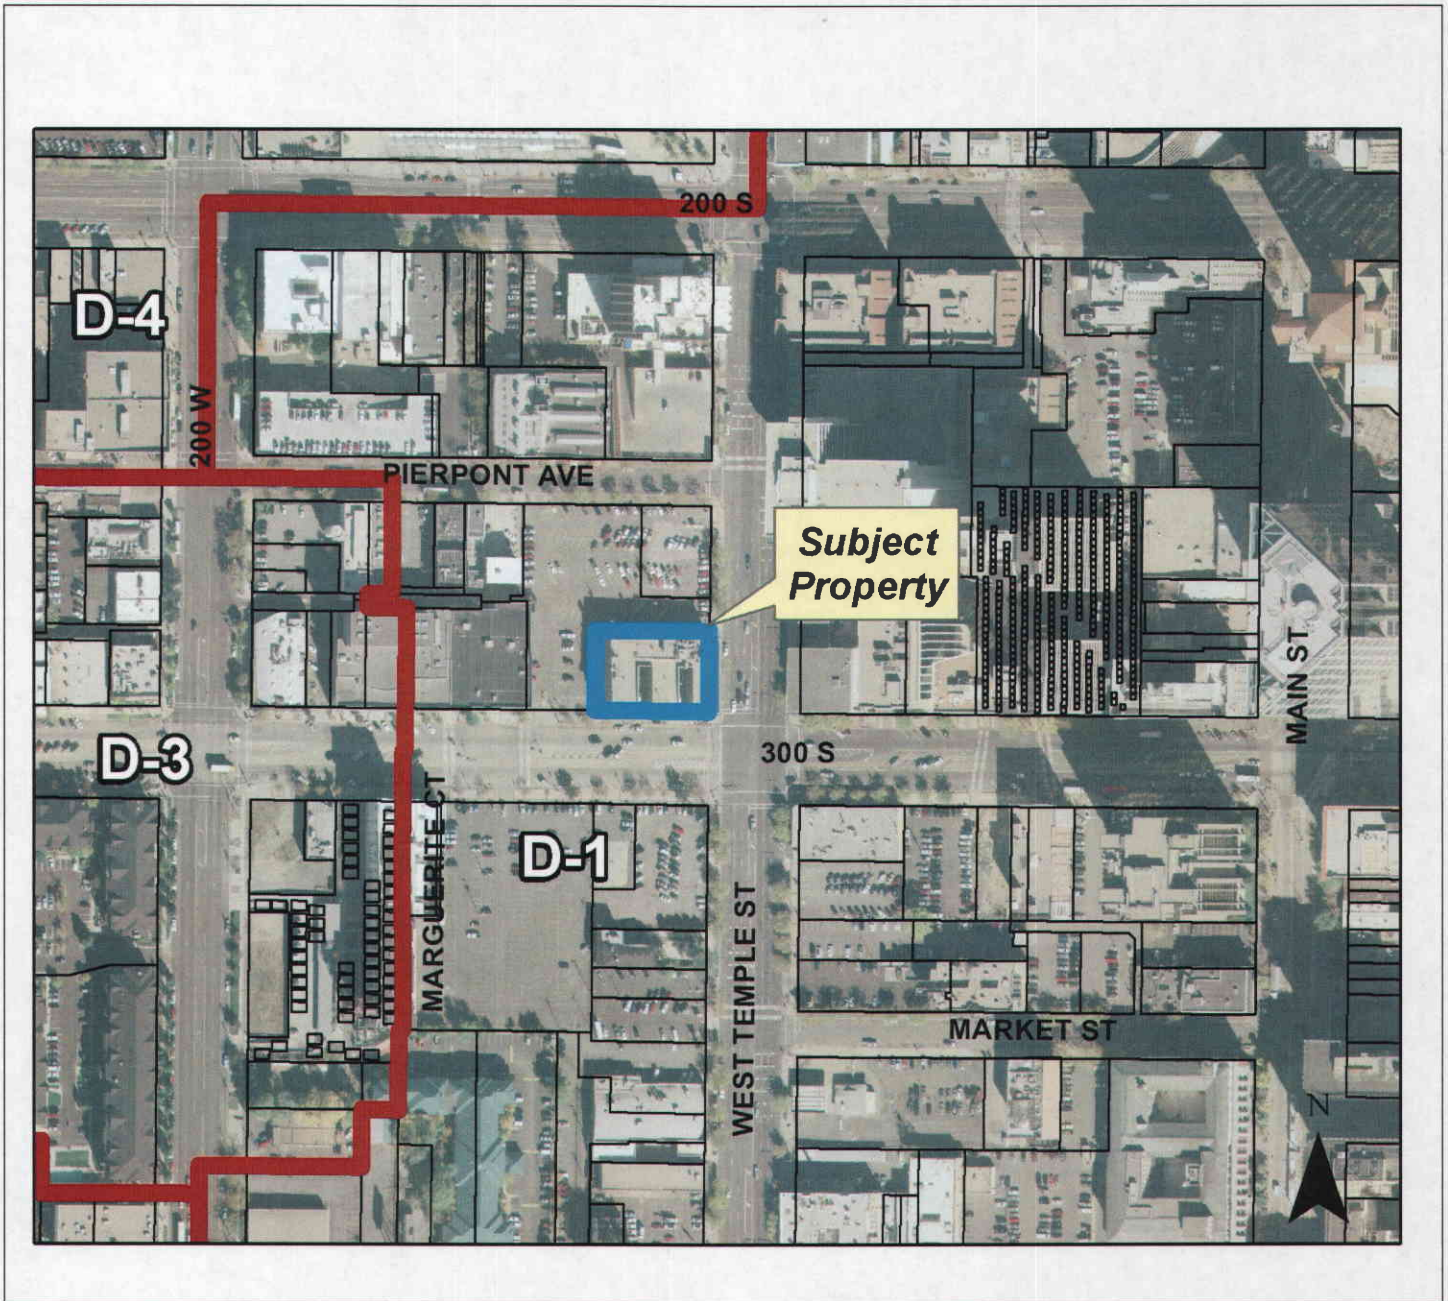 200 S
D-4
200 W
PIERPONT AVE
Subject
Property
MAIN ST
D-3
300 S
MARGUERITE CT
D-1
WEST TEMPLE ST
MARKET ST
N